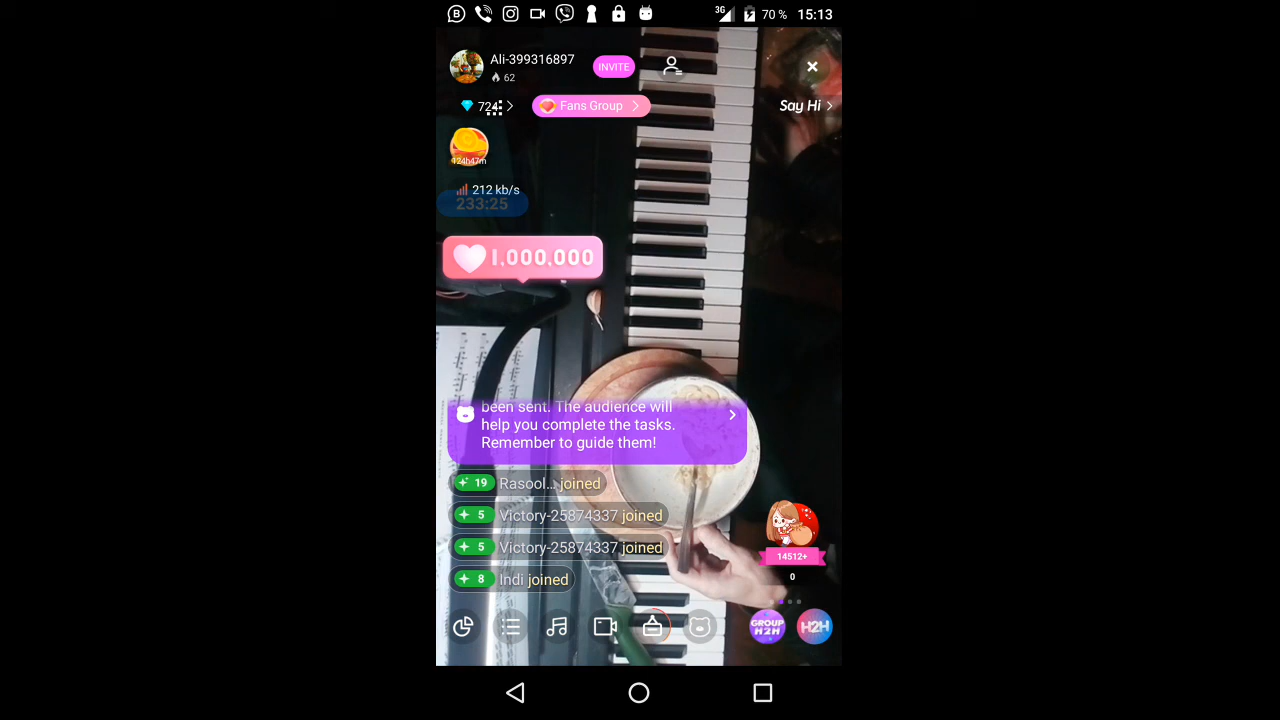 3G 70 % 15:13
Ali-399316897
62
INVITE
724
Fans Group
Say Hi
124h47m
212 kb/s
233:25
1,000,000
been sent. The audience will
help you complete the tasks.
Remember to guide them!
19 Rasool... joined
5 Victory-25874337 joined
5 Victory-25874337 joined
8 Indi joined
14512+
0
GROUP
H2H
H2H